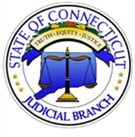 STATE OF CONNECTICUT
TRUTH · EQUITY · JUSTICE
JUDICIAL BRANCH